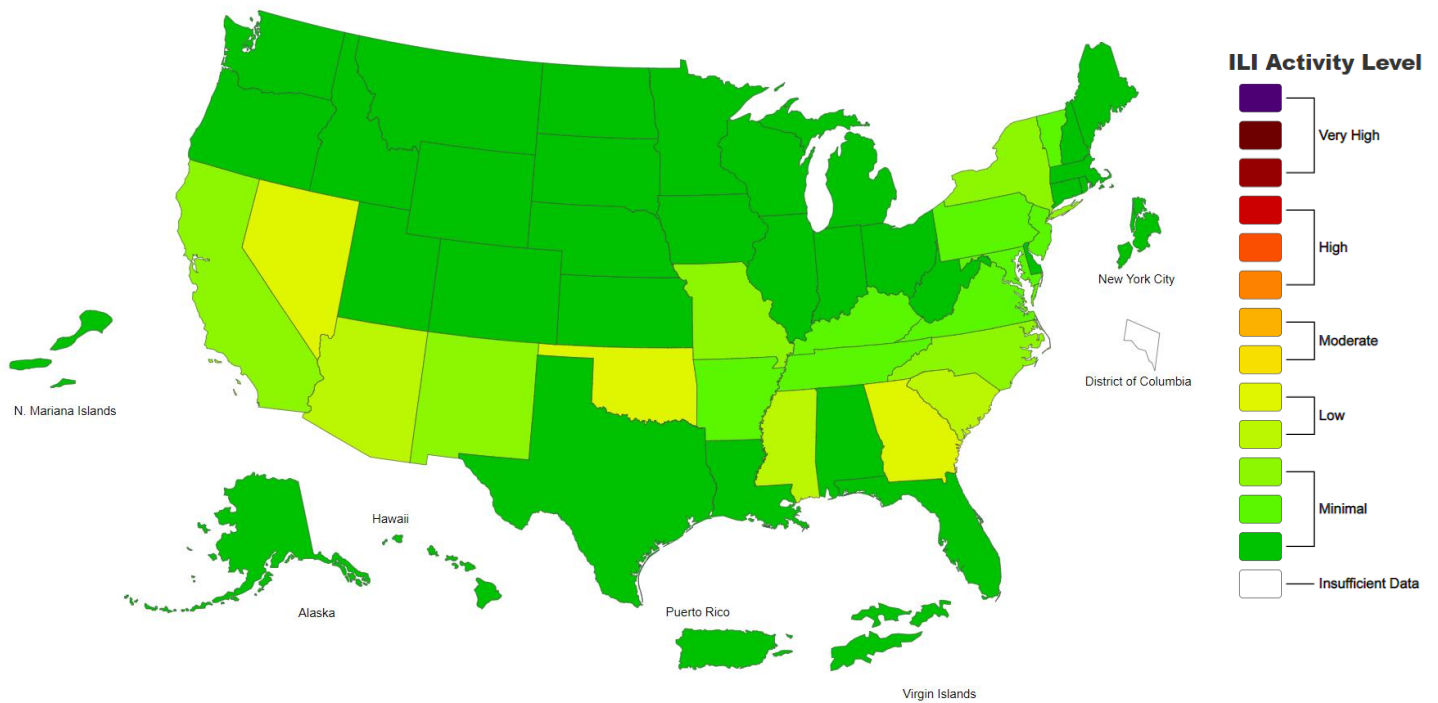 ILI Activity Level
Very High
High
Moderate
Low
Minimal
Insufficient Data
New York City
District of Columbia
N. Mariana Islands
Hawaii
Alaska
Puerto Rico
Virgin Islands